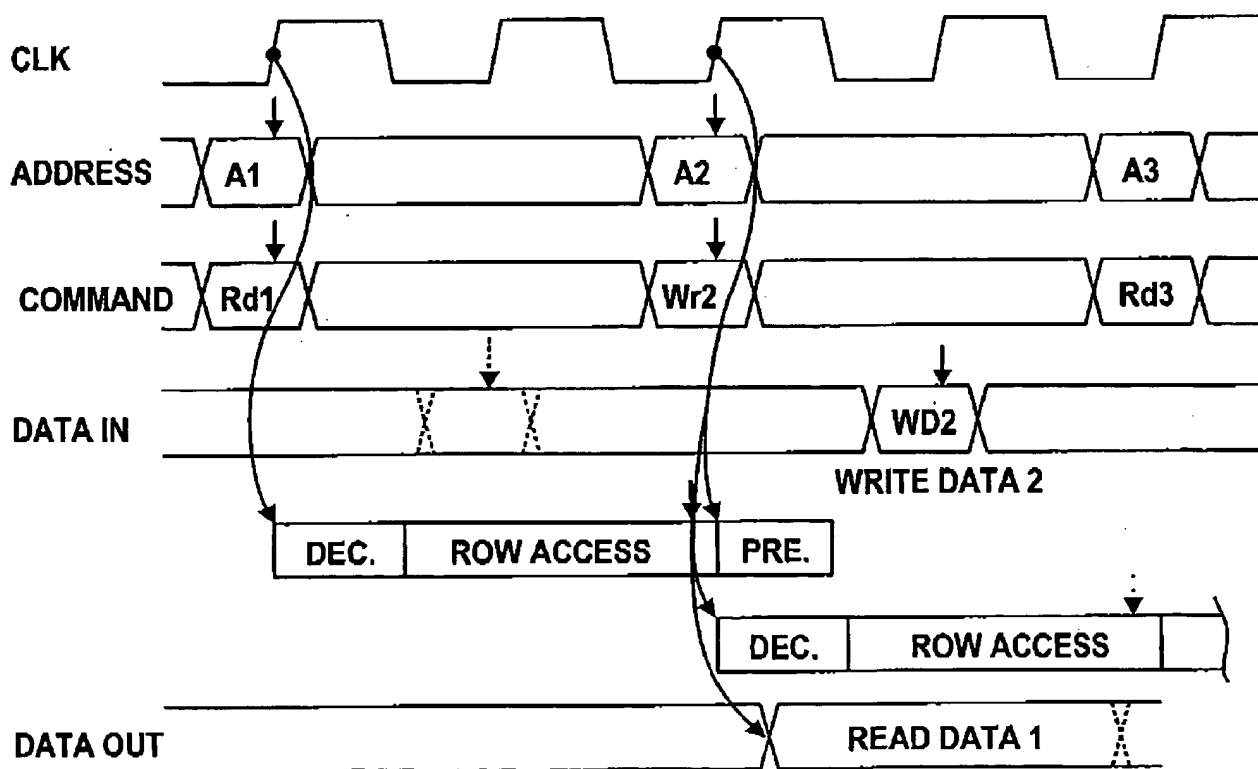 CLK
ADDRESS A1 A2 A3
COMMAND Rd1 Wr2 Rd3
DATA IN WD2
WRITE DATA 2
DEC. ROW ACCESS PRE.
DEC. ROW ACCESS
DATA OUT READ DATA 1